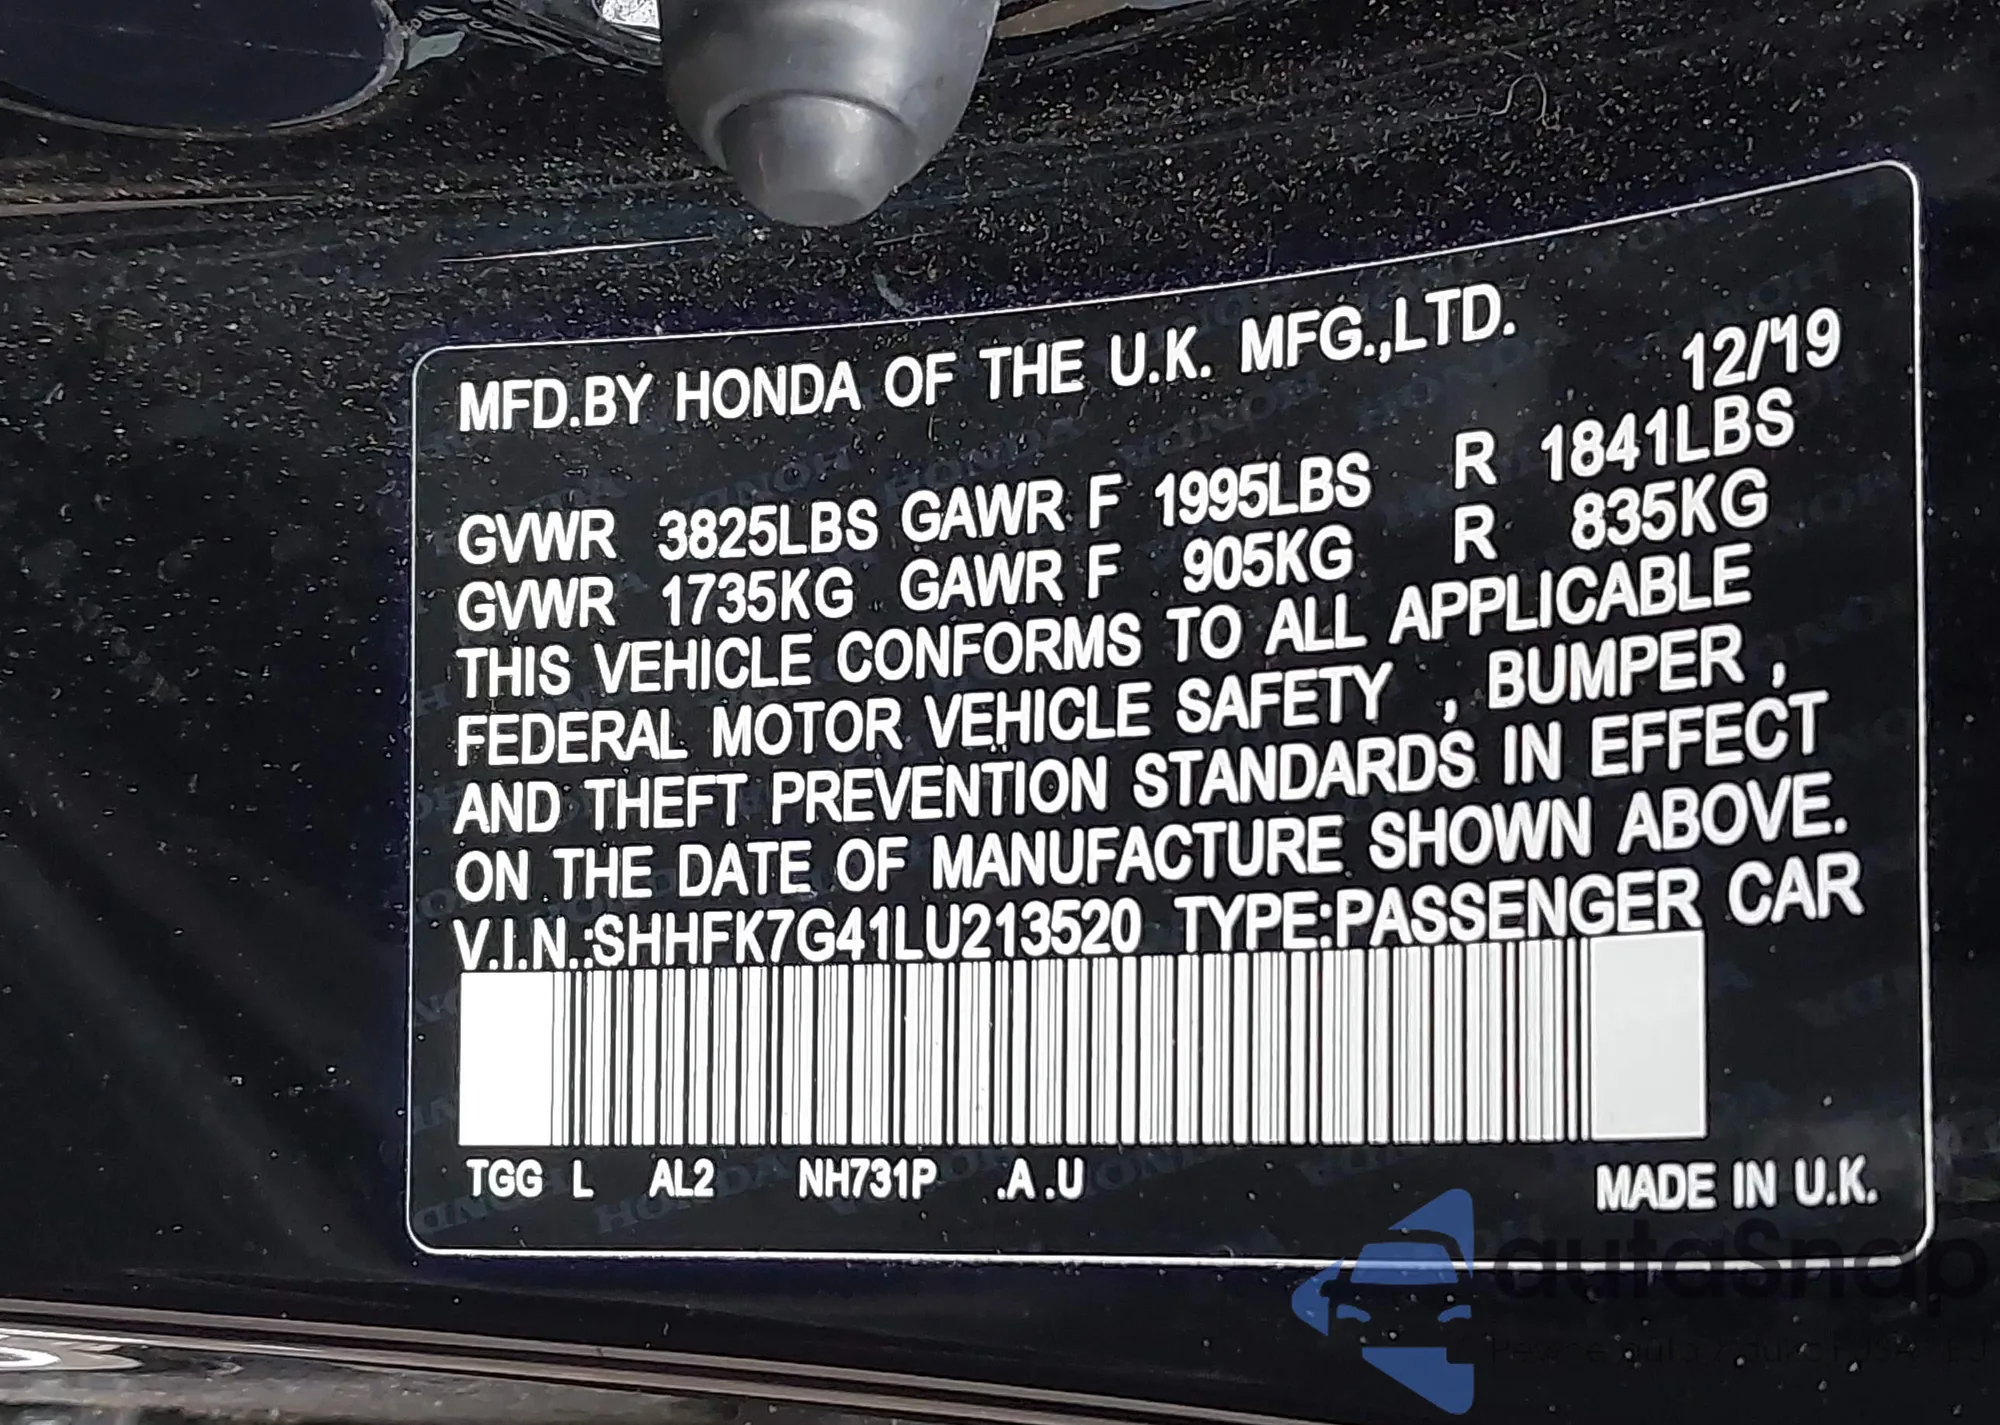 MFD.BY HONDA OF THE U.K. MFG.,LTD.
12/19
GVWR 3825LBS GAWR F 1995LBS R 1841LBS
GVWR 1735KG GAWR F 905KG R 835KG
THIS VEHICLE CONFORMS TO ALL APPLICABLE
FEDERAL MOTOR VEHICLE SAFETY , BUMPER ,
AND THEFT PREVENTION STANDARDS IN EFFECT
ON THE DATE OF MANUFACTURE SHOWN ABOVE.
V.I.N.:SHHFK7G41LU213520 TYPE:PASSENGER CAR
TGG L AL2 NH731P .A .U
MADE IN U.K.
autaSnap